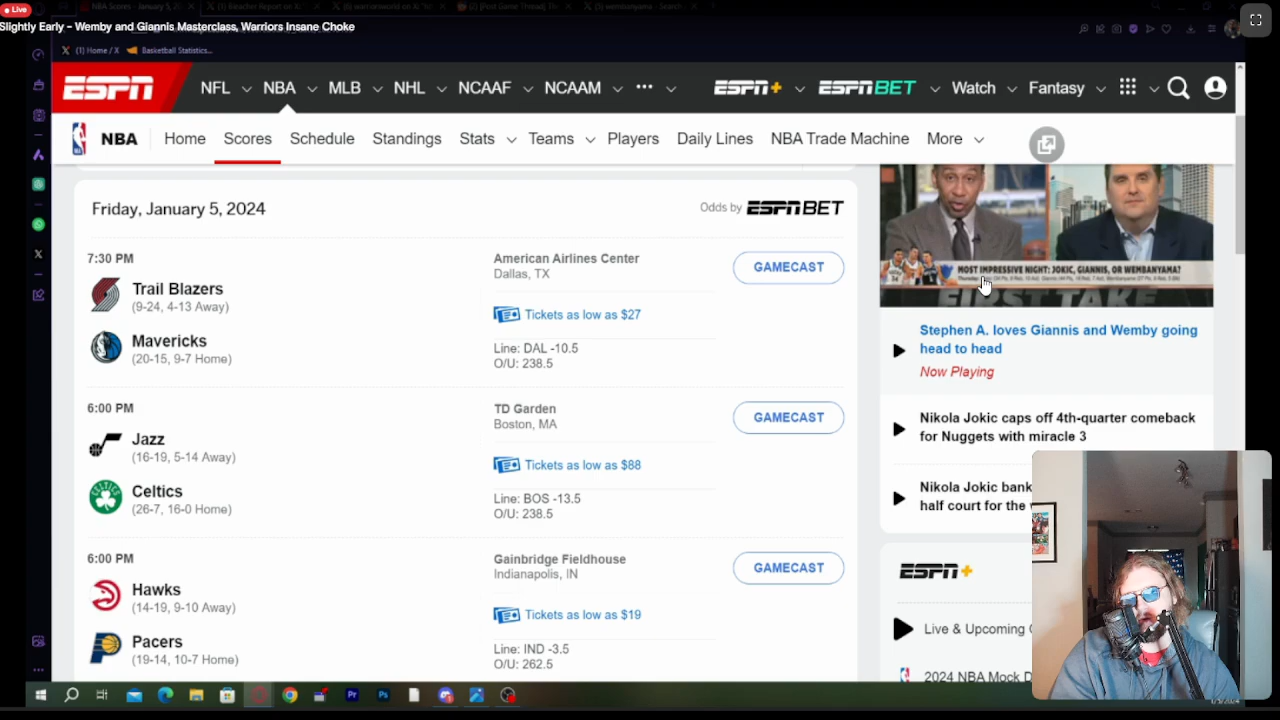 Live
Slightly Early - Wemby and Giannis Masterclass, Warriors Insane Choke
NBA Scores - January 5, 20
(1) Home / X
Basketball Statistics...
ESPN
NFL
NBA
MLB
NHL
NCAAF
NCAAM
ESPN+
ESPN BET
Watch
Fantasy
NBA
Home
Scores
Schedule
Standings
Stats
Teams
Players
Daily Lines
NBA Trade Machine
More
Friday, January 5, 2024
Odds by ESPN BET
7:30 PM
Trail Blazers
(9-24, 4-13 Away)
Mavericks
(20-15, 9-7 Home)
American Airlines Center
Dallas, TX
Tickets as low as $27
Line: DAL -10.5
O/U: 238.5
GAMECAST
6:00 PM
Jazz
(16-19, 5-14 Away)
Celtics
(26-7, 16-0 Home)
TD Garden
Boston, MA
Tickets as low as $88
Line: BOS -13.5
O/U: 238.5
GAMECAST
6:00 PM
Hawks
(14-19, 9-10 Away)
Pacers
(19-14, 10-7 Home)
Gainbridge Fieldhouse
Indianapolis, IN
Tickets as low as $19
Line: IND -3.5
O/U: 262.5
GAMECAST
MOST IMPRESSIVE NIGHT: JOKIC, GIANNIS, OR WEMBANYAMA?
FIRST TAKE
Stephen A. loves Giannis and Wemby going
head to head
Now Playing
Nikola Jokic caps off 4th-quarter comeback
for Nuggets with miracle 3
Nikola Jokic bank
half court for the
ESPN+
Live & Upcoming
2024 NBA Mock D